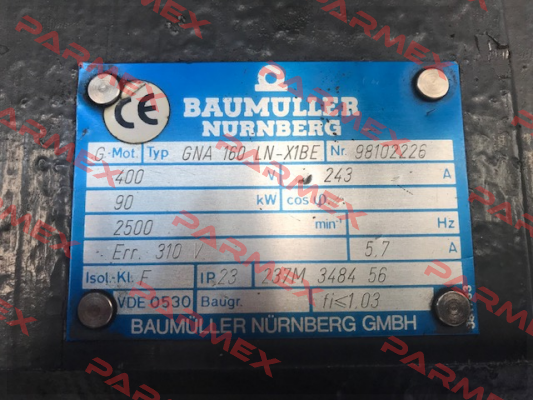 CE
BAUMÜLLER
NÜRNBERG
G-Mot. Typ GNA 160 LN-X1BE Nr. 98102226
400 V 243 A
90 kW cos φ.
2500 min⁻¹ Hz
Err. 310 V 5,7 A
Isol.-Kl. F IP 23 237M 3484 56
VDE 0530 Baugr. fi≤1.03
BAUMÜLLER NÜRNBERG GMBH
PARMEX